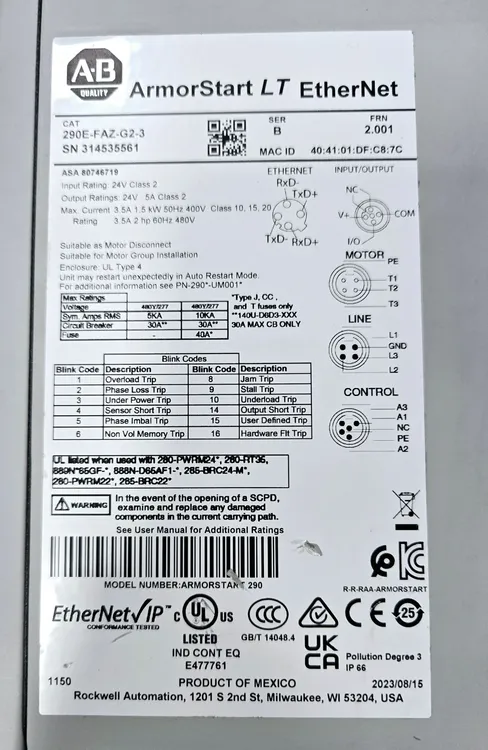 A·B
QUALITY
ArmorStart LT EtherNet
CAT
290E-FAZ-G2-3
SN 314535561
SER
B
FRN
2.001
MAC ID 40:41:01:DF:C8:7C
ASA 80746719
Input Rating: 24V Class 2
Output Ratings: 24V .5A Class 2
Max. Current 3.5A 1.5 kW 50Hz 400V Class 10, 15, 20
Rating 3.5A 2 hp 60Hz 480V
Suitable as Motor Disconnect
Suitable for Motor Group Installation
Enclosure: UL Type 4
Unit may restart unexpectedly in Auto Restart Mode.
For additional information see PN-290*-UM001*
ETHERNET
RxD-
TxD+
TxD- RxD+
INPUT/OUTPUT
NC
V+ COM
I/O
MOTOR PE
T1
T2
T3
LINE
L1
GND
L3
L2
CONTROL
A3
A1
NC
PE
A2
Max Ratings
Voltage 480Y/277 480Y/277
Sym. Amps RMS 5KA 10KA
Circuit Breaker 30A** 30A**
Fuse - 40A*
*Type J, CC,
and T fuses only
**140U-D6D3-XXX
30A MAX CB ONLY
Blink Codes
Blink Code Description Blink Code Description
1 Overload Trip 8 Jam Trip
2 Phase Loss Trip 9 Stall Trip
3 Under Power Trip 10 Underload Trip
4 Sensor Short Trip 14 Output Short Trip
5 Phase Imbal Trip 15 User Defined Trip
6 Non Vol Memory Trip 16 Hardware Flt Trip
UL listed when used with 280-PWRM24*, 280-RT35,
889N*65GF-*, 888N-D65AF1-*, 285-BRC24-M*,
280-PWRM22*, 285-BRC22*
WARNING
In the event of the opening of a SCPD,
examine and replace any damaged
components in the current carrying path.
See User Manual for Additional Ratings
MODEL NUMBER:ARMORSTART 290
R-R-RAA-ARMORSTART
EtherNet/IP™
CONFORMANCE TESTED
C UL US
LISTED
IND CONT EQ
E477761
CCC
GB/T 14048.4
CE
25
UK
CA
Pollution Degree 3
IP 66
1150
PRODUCT OF MEXICO
2023/08/15
Rockwell Automation, 1201 S 2nd St, Milwaukee, WI 53204, USA